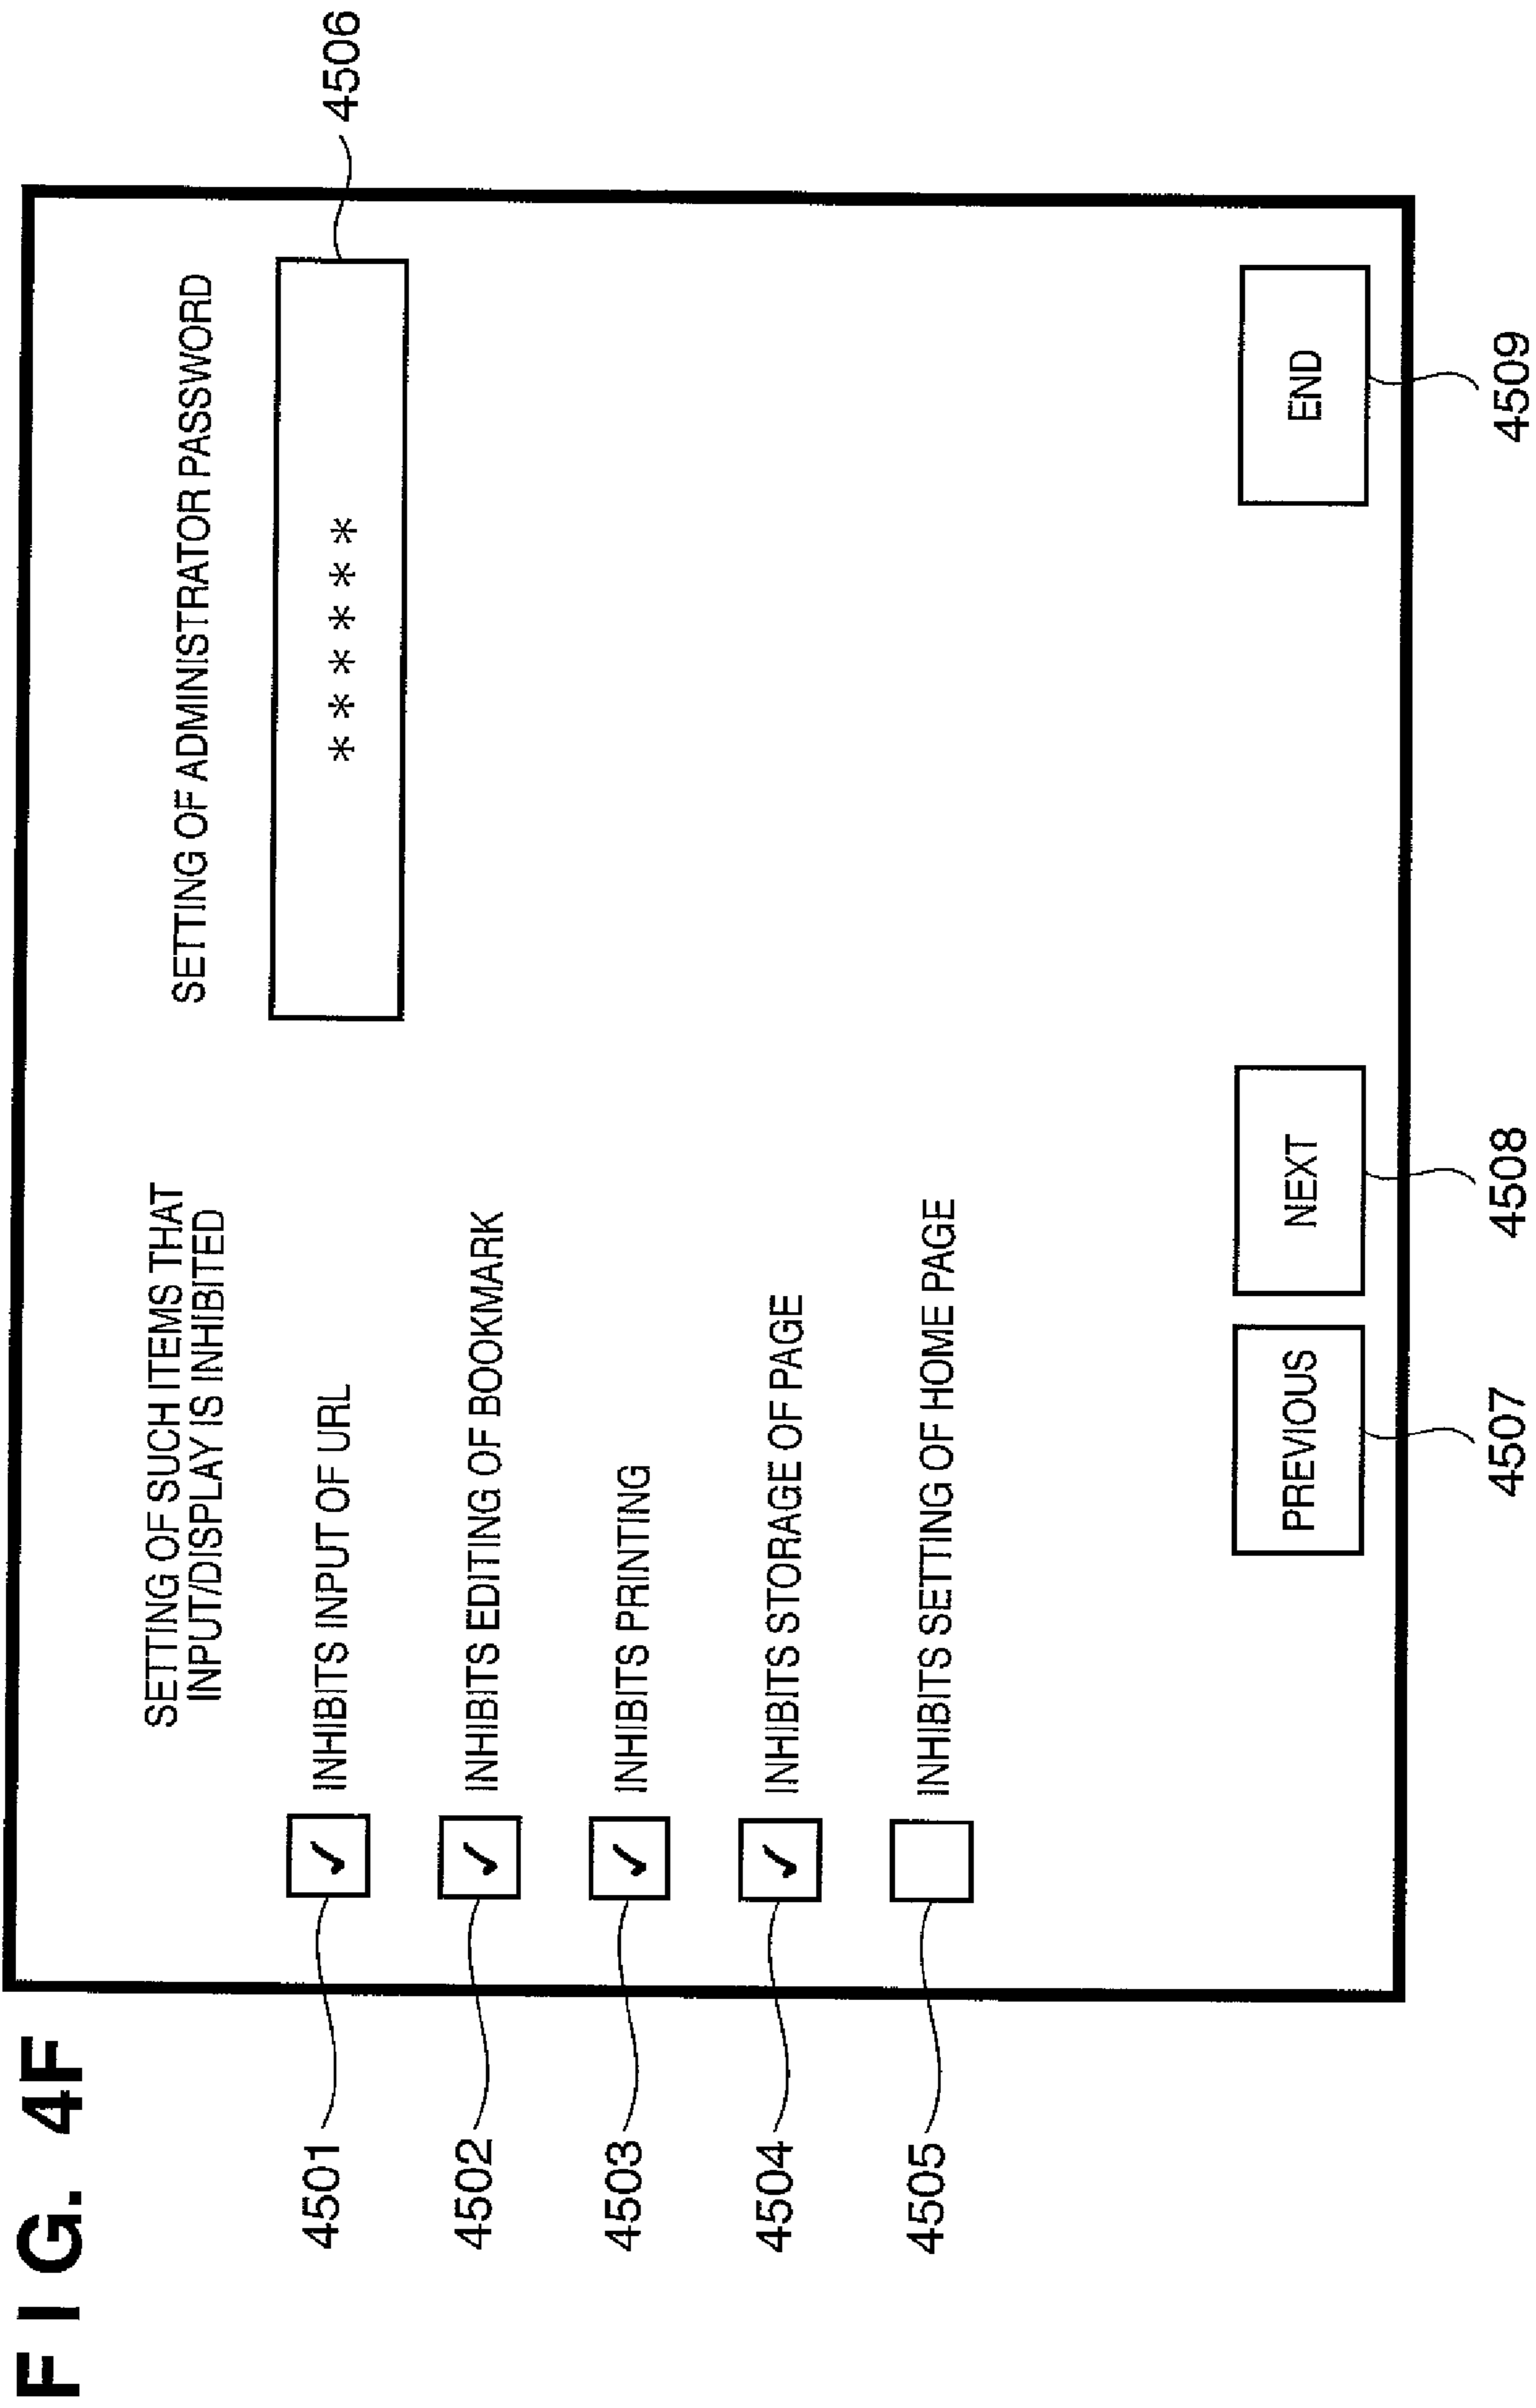 FIG. 4F
SETTING OF SUCH ITEMS THAT
INPUT/DISPLAY IS INHIBITED
SETTING OF ADMINISTRATOR PASSWORD
4501
✓ INHIBITS INPUT OF URL
******
4506
4502
✓ INHIBITS EDITING OF BOOKMARK
4503
✓ INHIBITS PRINTING
4504
✓ INHIBITS STORAGE OF PAGE
4505
INHIBITS SETTING OF HOME PAGE
PREVIOUS
NEXT
END
4507
4508
4509